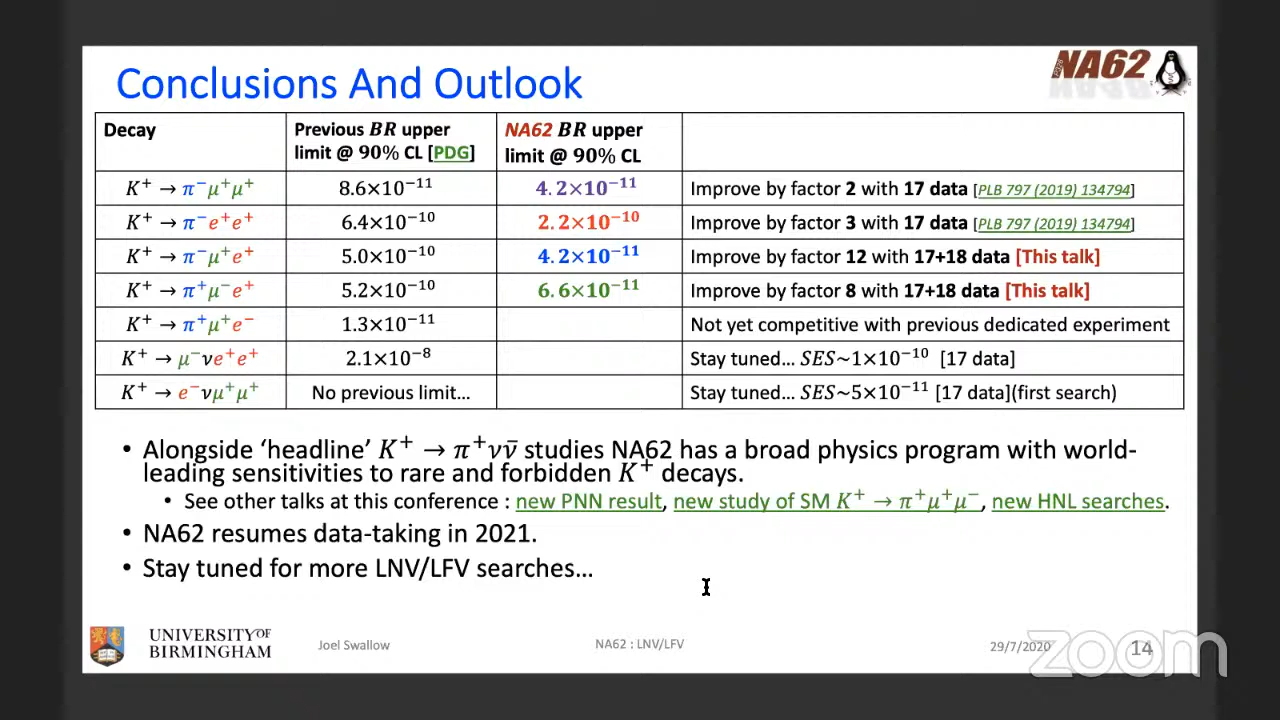 Conclusions And Outlook
NA62
Decay
Previous BR upper limit @ 90% CL [PDG]
NA62 BR upper limit @ 90% CL
K⁺ → π⁻μ⁺μ⁺ 8.6×10⁻¹¹ 4.2×10⁻¹¹ Improve by factor 2 with 17 data [PLB 797 (2019) 134794]
K⁺ → π⁻e⁺e⁺ 6.4×10⁻¹⁰ 2.2×10⁻¹⁰ Improve by factor 3 with 17 data [PLB 797 (2019) 134794]
K⁺ → π⁻μ⁺e⁺ 5.0×10⁻¹⁰ 4.2×10⁻¹¹ Improve by factor 12 with 17+18 data [This talk]
K⁺ → π⁺μ⁻e⁺ 5.2×10⁻¹⁰ 6.6×10⁻¹¹ Improve by factor 8 with 17+18 data [This talk]
K⁺ → π⁺μ⁺e⁻ 1.3×10⁻¹¹ Not yet competitive with previous dedicated experiment
K⁺ → μ⁻νe⁺e⁺ 2.1×10⁻⁸ Stay tuned... SES~1×10⁻¹⁰ [17 data]
K⁺ → e⁻νμ⁺μ⁺ No previous limit... Stay tuned... SES~5×10⁻¹¹ [17 data](first search)
• Alongside ‘headline’ K⁺ → π⁺νν̄ studies NA62 has a broad physics program with world-
leading sensitivities to rare and forbidden K⁺ decays.
• See other talks at this conference : new PNN result, new study of SM K⁺ → π⁺μ⁺μ⁻, new HNL searches.
• NA62 resumes data-taking in 2021.
• Stay tuned for more LNV/LFV searches...
UNIVERSITY OF
BIRMINGHAM
Joel Swallow
NA62 : LNV/LFV
29/7/2020
zoom
14